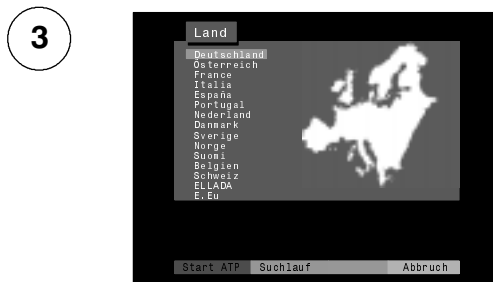 3
Land
Deutschland
Österreich
France
Italia
España
Portugal
Nederland
Danmark
Sverige
Norge
Suomi
Belgien
Schweiz
ELLADA
E.Eu
Start ATP Suchlauf Abbruch